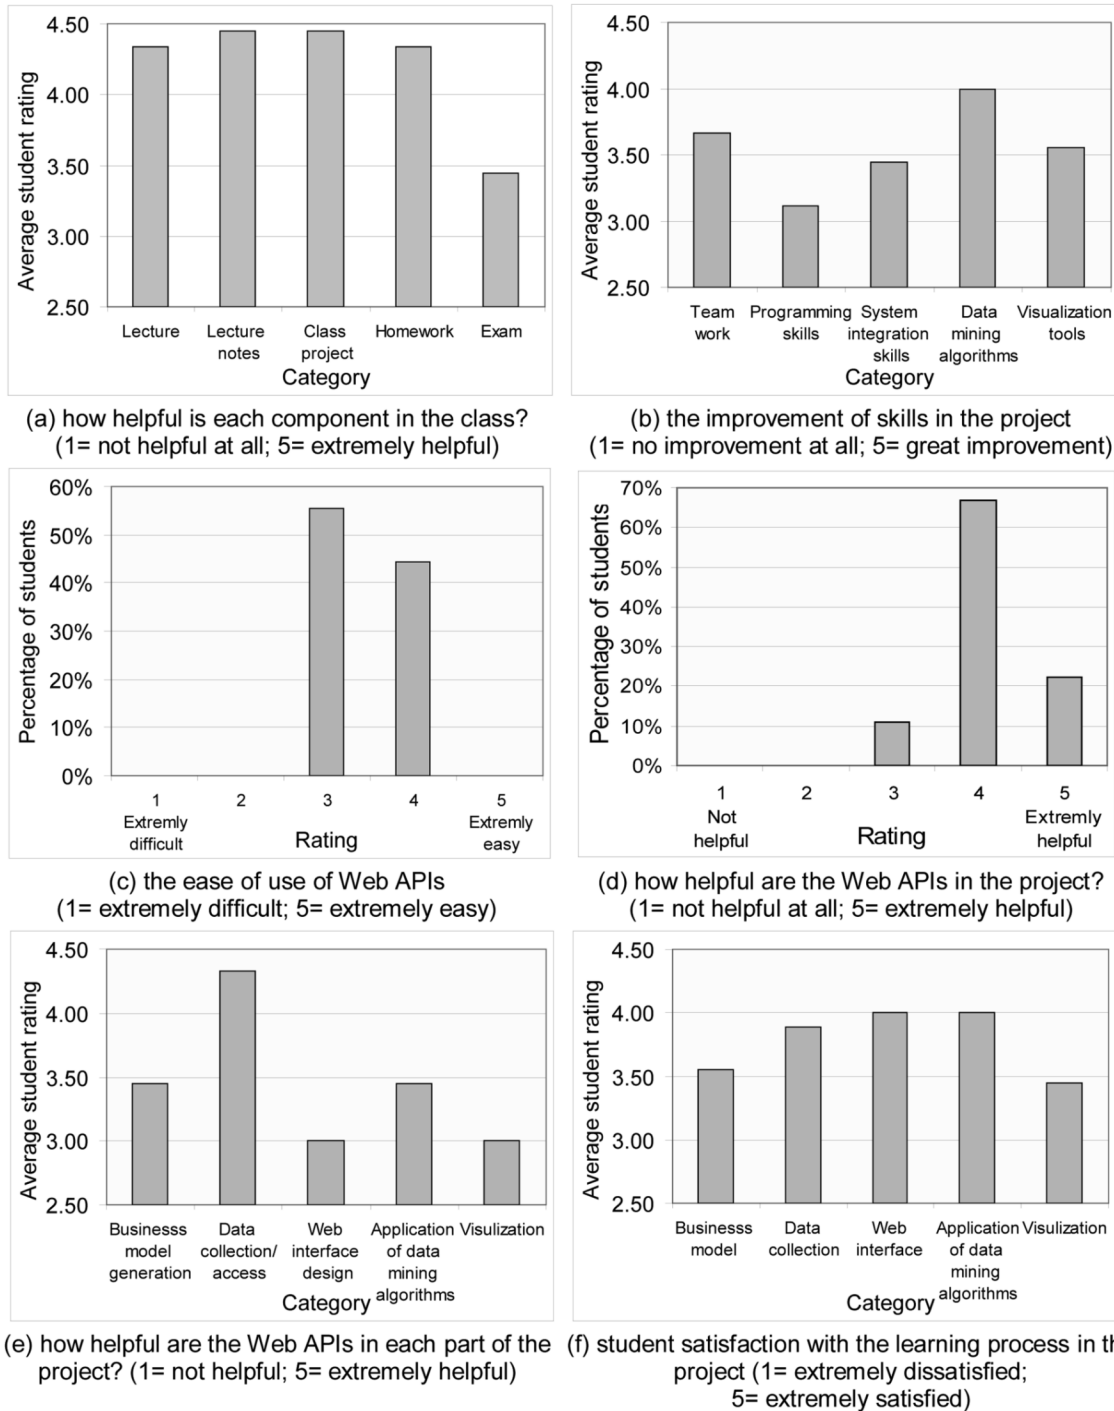 4.50
4.00
3.50
3.00
2.50
Average student rating
Lecture
Lecture
notes
Class
project
Homework
Exam
Category
(a) how helpful is each component in the class?
(1= not helpful at all; 5= extremely helpful)
4.50
4.00
3.50
3.00
2.50
Average student rating
Team
work
Programming
skills
System
integration
skills
Data
mining
algorithms
Visualization
tools
Category
(b) the improvement of skills in the project
(1= no improvement at all; 5= great improvement)
60%
50%
40%
30%
20%
10%
0%
Percentage of students
1
Extremly
difficult
2
3
4
5
Extremly
easy
Rating
(c) the ease of use of Web APIs
(1= extremely difficult; 5= extremely easy)
70%
60%
50%
40%
30%
20%
10%
0%
Percentage of students
1
Not
helpful
2
3
4
5
Extremly
helpful
Rating
(d) how helpful are the Web APIs in the project?
(1= not helpful at all; 5= extremely helpful)
4.50
4.00
3.50
3.00
2.50
Average student rating
Businesss
model
generation
Data
collection/
access
Web
interface
design
Application
of data
mining
algorithms
Visulization
Category
(e) how helpful are the Web APIs in each part of the
project? (1= not helpful; 5= extremely helpful)
4.50
4.00
3.50
3.00
2.50
Average student rating
Businesss
model
Data
collection
Web
interface
Application
of data
mining
algorithms
Visulization
Category
(f) student satisfaction with the learning process in th
project (1= extremely dissatisfied;
5= extremely satisfied)